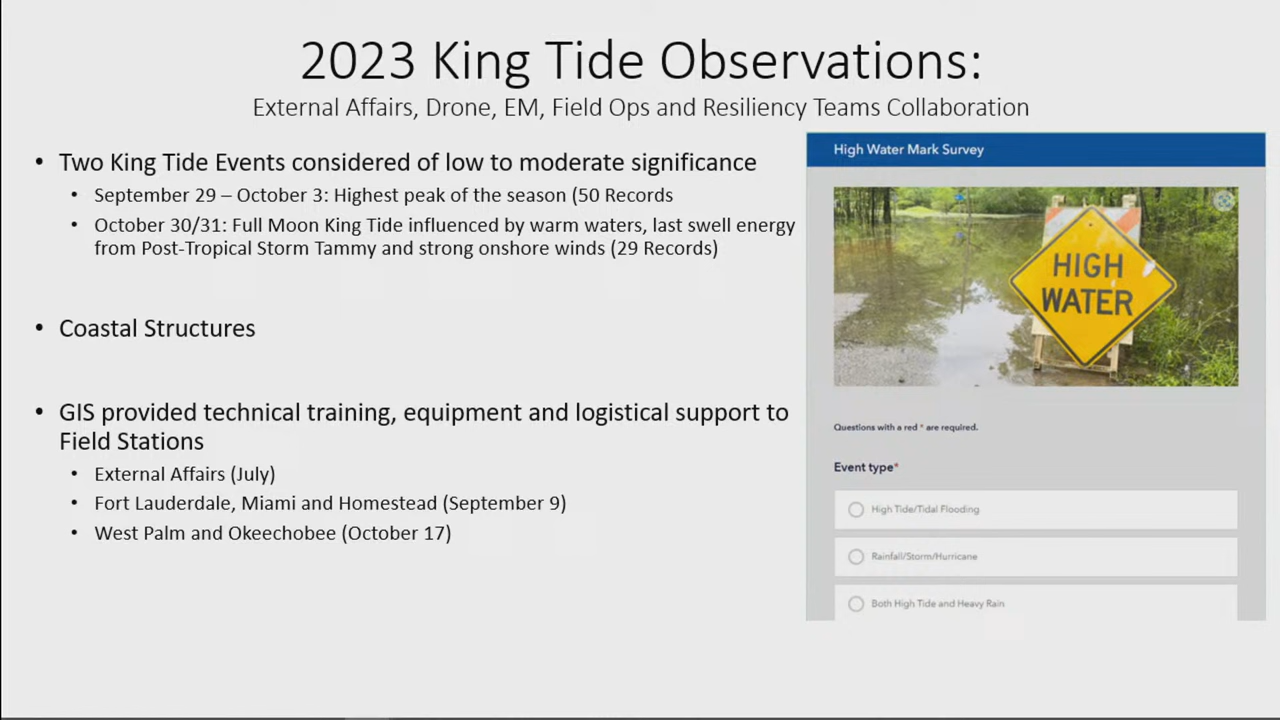 2023 King Tide Observations:
External Affairs, Drone, EM, Field Ops and Resiliency Teams Collaboration
• Two King Tide Events considered of low to moderate significance
• September 29 – October 3: Highest peak of the season (50 Records
• October 30/31: Full Moon King Tide influenced by warm waters, last swell energy
from Post-Tropical Storm Tammy and strong onshore winds (29 Records)
• Coastal Structures
• GIS provided technical training, equipment and logistical support to
Field Stations
• External Affairs (July)
• Fort Lauderdale, Miami and Homestead (September 9)
• West Palm and Okeechobee (October 17)
High Water Mark Survey
HIGH
WATER
Questions with a red * are required.
Event type*
High Tide/Tidal Flooding
Rainfall/Storm/Hurricane
Both High Tide and Heavy Rain